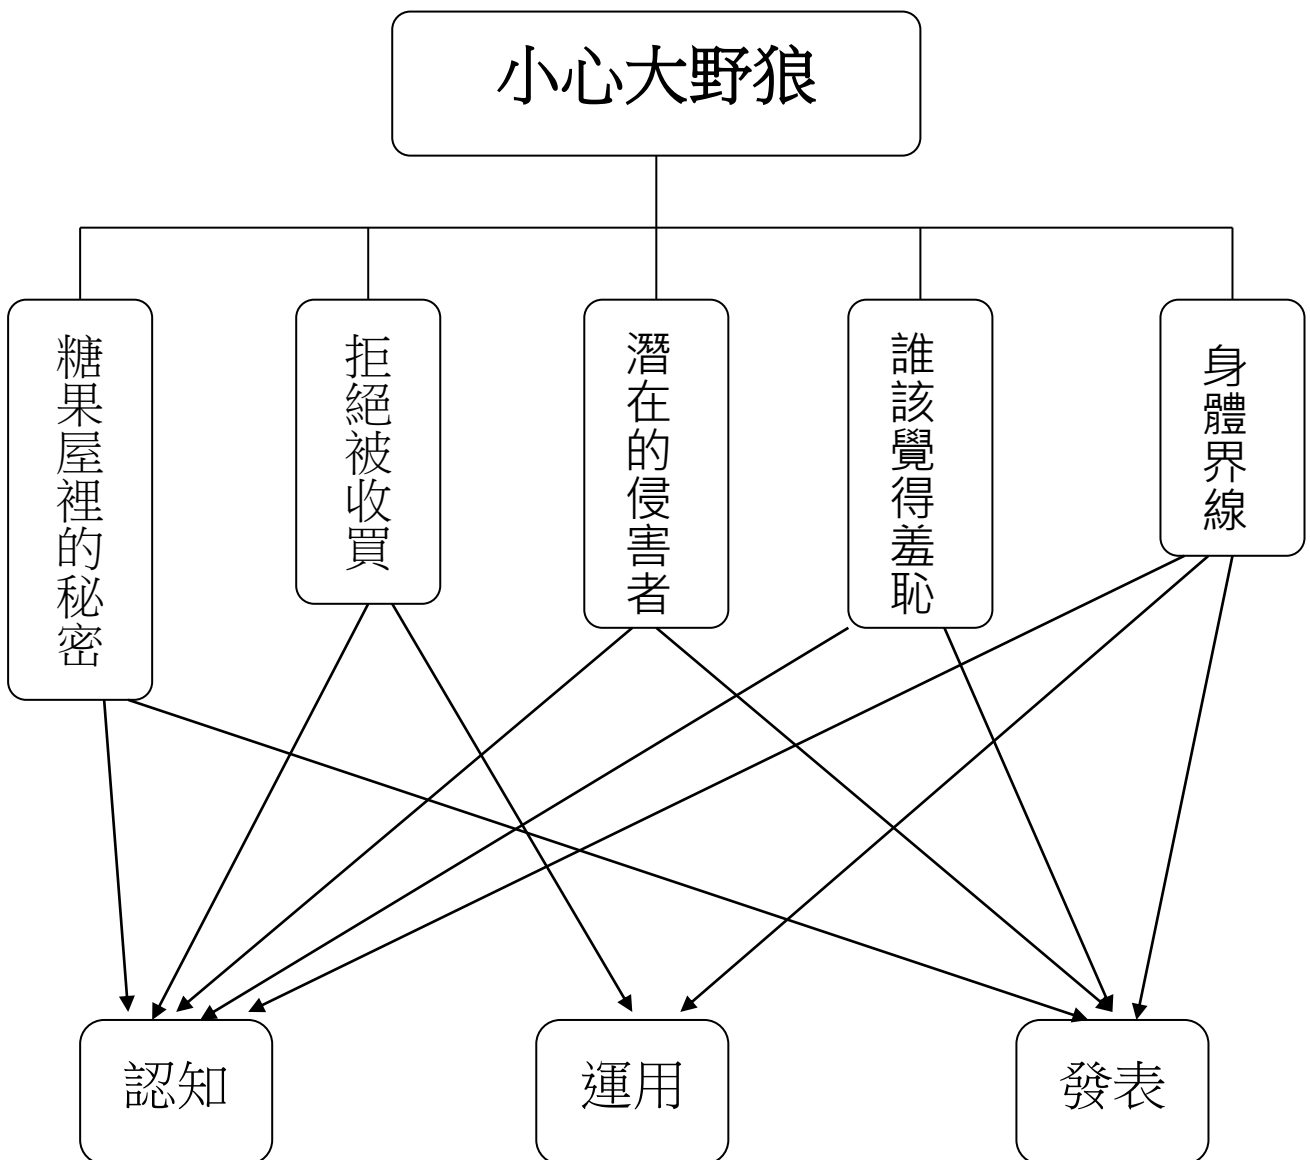 小心大野狼
糖果屋裡的秘密
拒絕被收買
潛在的侵害者
誰該覺得羞恥
身體界線
認知
運用
發表